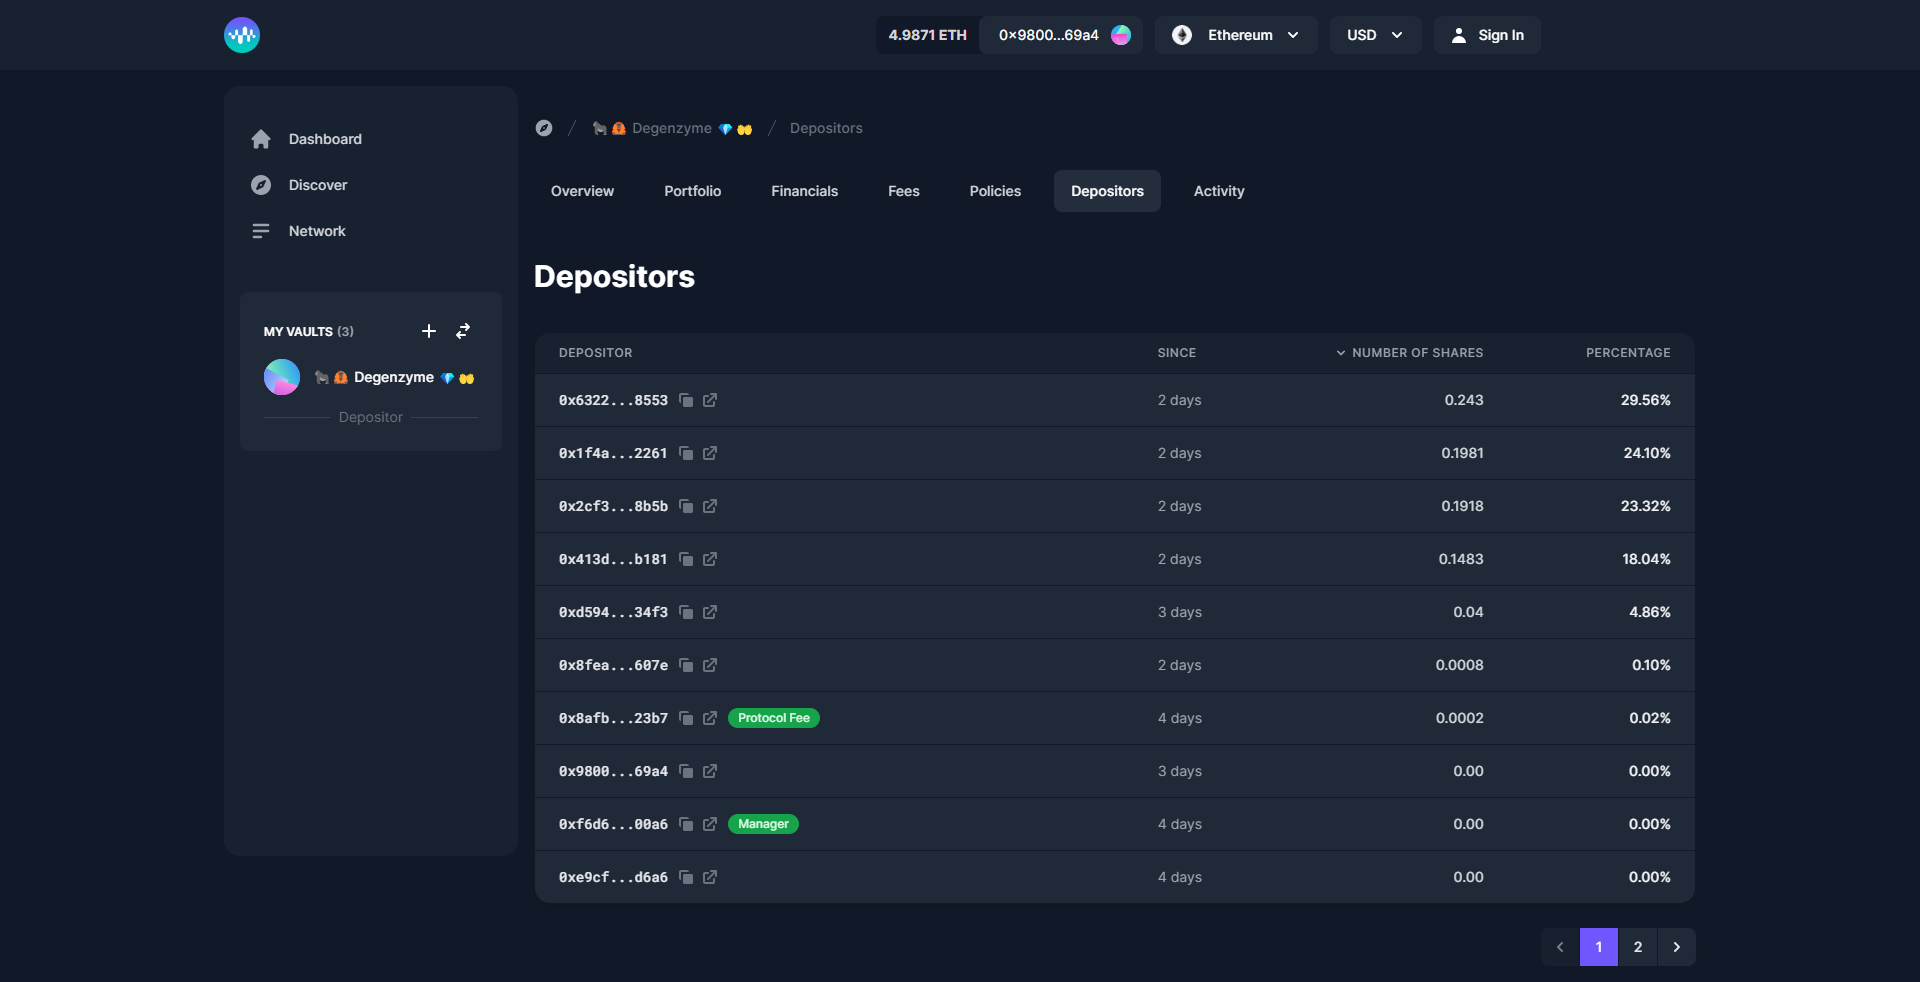 4.9871 ETH 0×9800...69a4 Ethereum USD Sign In
Dashboard
Discover
Network
MY VAULTS (3)
🦍 🦧 Degenzyme 💎 👐
Depositor
/ 🦍 🦧 Degenzyme 💎 👐 / Depositors
Overview Portfolio Financials Fees Policies Depositors Activity
Depositors
DEPOSITOR SINCE NUMBER OF SHARES PERCENTAGE
0x6322...8553 2 days 0.243 29.56%
0x1f4a...2261 2 days 0.1981 24.10%
0x2cf3...8b5b 2 days 0.1918 23.32%
0x413d...b181 2 days 0.1483 18.04%
0xd594...34f3 3 days 0.04 4.86%
0x8fea...607e 2 days 0.0008 0.10%
0x8afb...23b7 Protocol Fee 4 days 0.0002 0.02%
0x9800...69a4 3 days 0.00 0.00%
0xf6d6...00a6 Manager 4 days 0.00 0.00%
0xe9cf...d6a6 4 days 0.00 0.00%
1 2